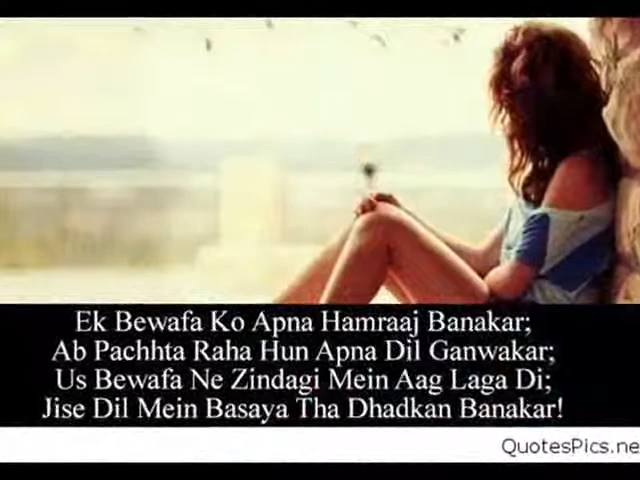 Ek Bewafa Ko Apna Hamraaj Banakar;
Ab Pachhta Raha Hun Apna Dil Ganwakar;
Us Bewafa Ne Zindagi Mein Aag Laga Di;
Jise Dil Mein Basaya Tha Dhadkan Banakar!
QuotesPics.ne